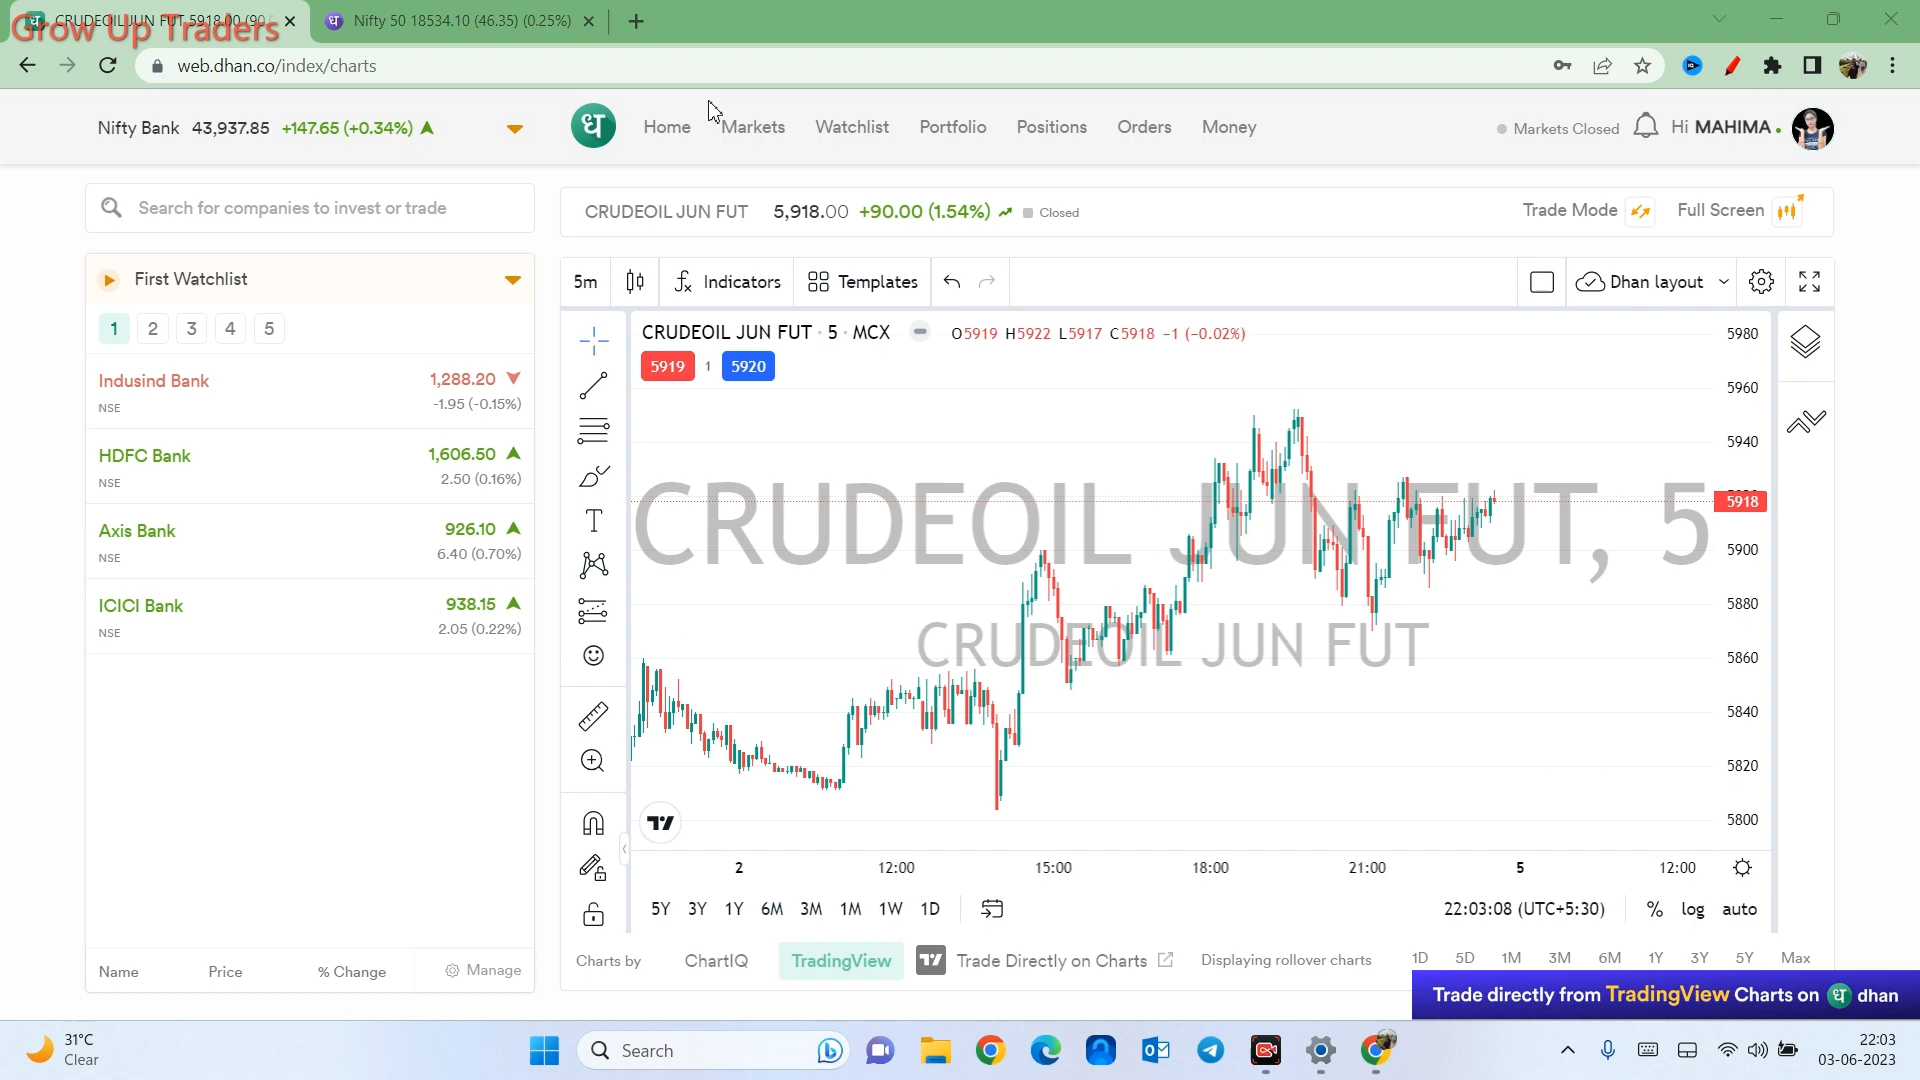 CRUDEOIL JUN FUT 5918.00 (90
Grow Up Traders
Nifty 50 18534.10 (46.35) (0.25%)
web.dhan.co/index/charts
Nifty Bank 43,937.85 +147.65 (+0.34%)
ध
Home Markets Watchlist Portfolio Positions Orders Money
Markets Closed Hi MAHIMA
Search for companies to invest or trade
CRUDEOIL JUN FUT 5,918.00 +90.00 (1.54%) Closed
Trade Mode Full Screen
First Watchlist
1 2 3 4 5
Indusind Bank 1,288.20
NSE -1.95 (-0.15%)
HDFC Bank 1,606.50
NSE 2.50 (0.16%)
Axis Bank 926.10
NSE 6.40 (0.70%)
ICICI Bank 938.15
NSE 2.05 (0.22%)
Name Price % Change Manage
5m Indicators Templates Dhan layout
CRUDEOIL JUN FUT · 5 · MCX O5919 H5922 L5917 C5918 −1 (−0.02%)
5919 1 5920
CRUDEOIL JUN FUT, 5
CRUDEOIL JUN FUT
5980
5960
5940
5918
5900
5880
5860
5840
5820
5800
2 12:00 15:00 18:00 21:00 5 12:00
5Y 3Y 1Y 6M 3M 1M 1W 1D
22:03:08 (UTC+5:30) % log auto
Charts by ChartIQ TradingView Trade Directly on Charts Displaying rollover charts 1D 5D 1M 3M 6M 1Y 3Y 5Y Max
Trade directly from TradingView Charts on ध dhan
31°C
Clear
Search
22:03
03-06-2023